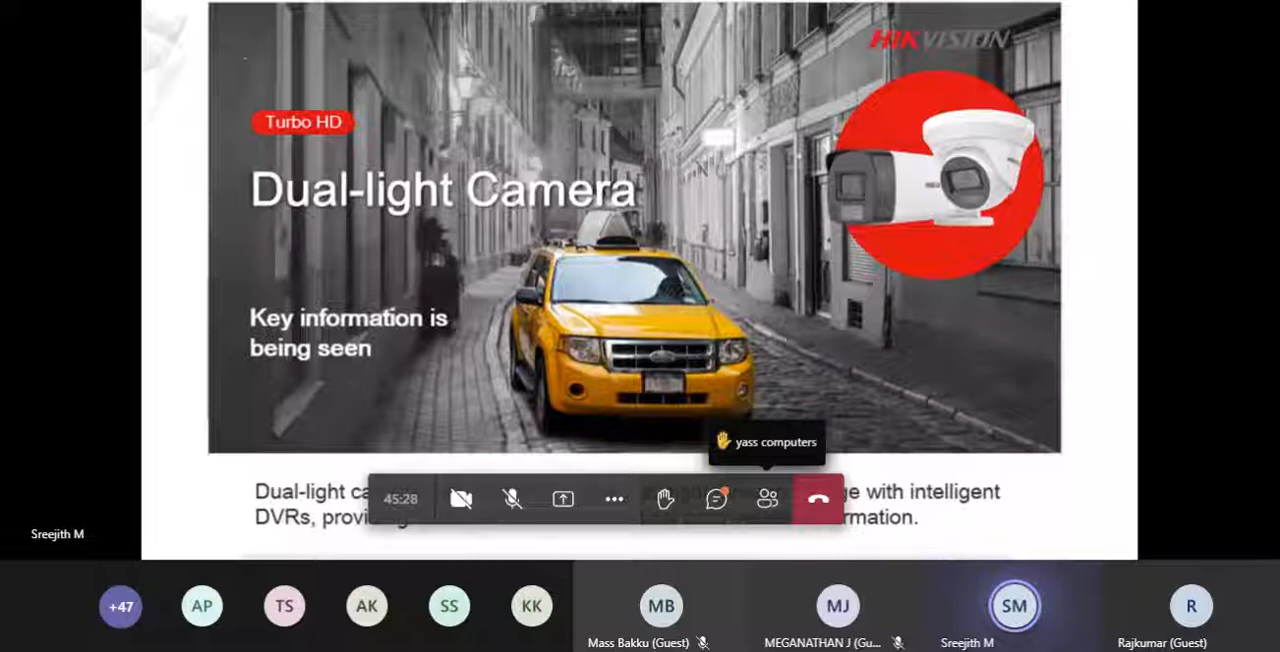 HIKVISION
Turbo HD
Dual-light Camera
Key information is
being seen
yass computers
Dual-light ca
45:28
ge with intelligent
DVRs, provi
rmation.
Sreejith M
+47
AP
TS
AK
SS
KK
MB
MJ
SM
R
Mass Bakku (Guest)
MEGANATHAN J (Gu...
Sreejith M
Rajkumar (Guest)